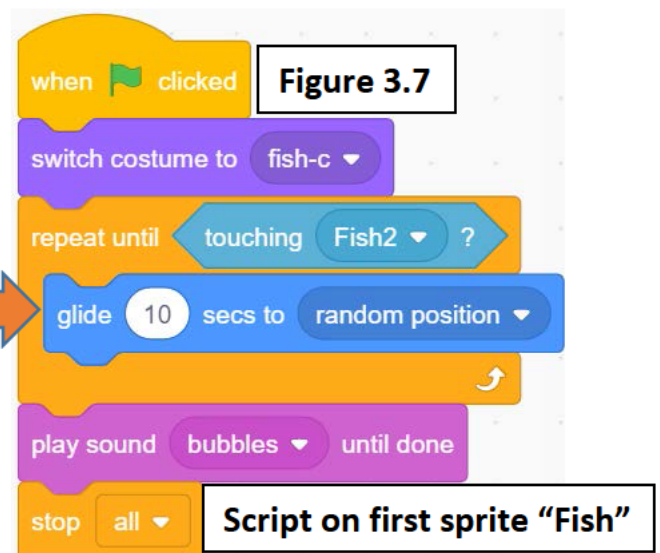 when clicked Figure 3.7
switch costume to fish-c
repeat until touching Fish2 ?
glide 10 secs to random position
play sound bubbles until done
stop all Script on first sprite “Fish”